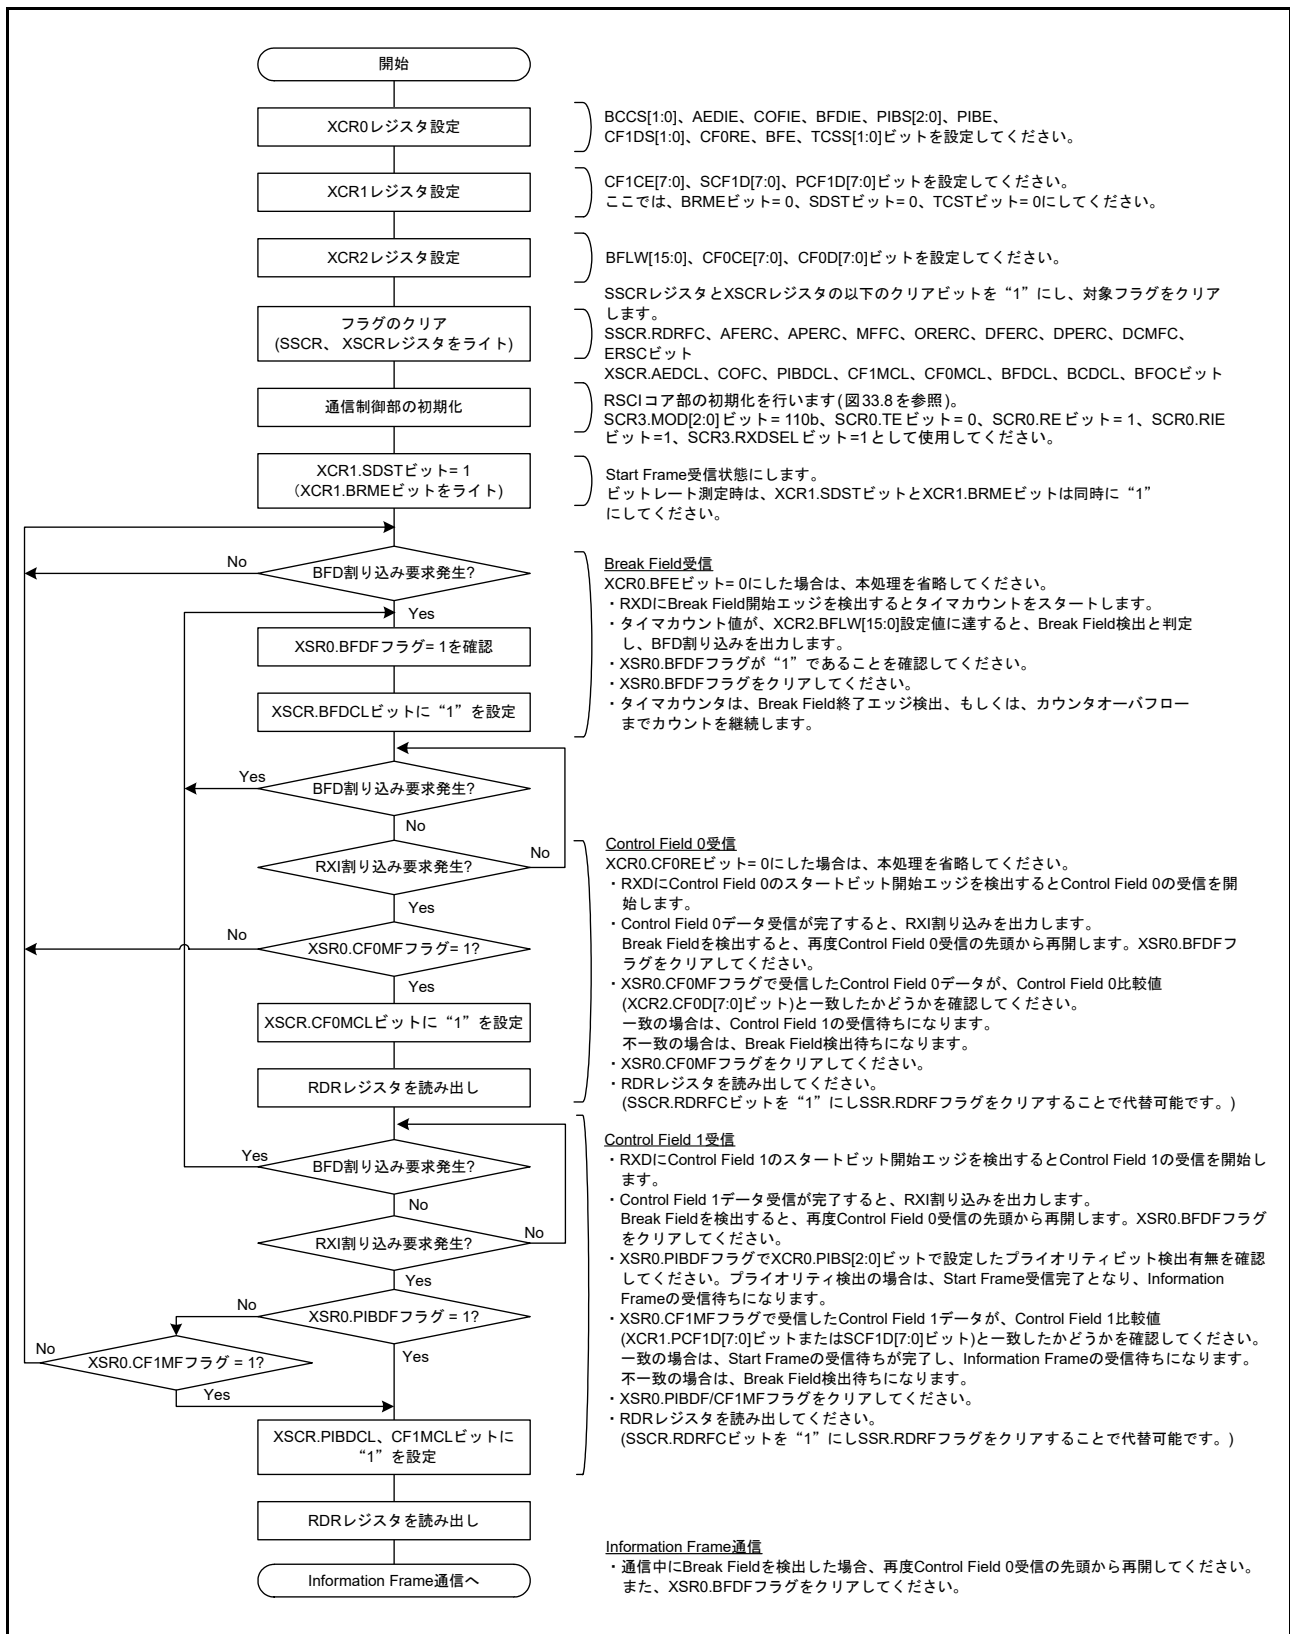 開始
XCR0レジスタ設定
BCCS[1:0]、AEDIE、COFIE、BFDIE、PIBS[2:0]、PIBE、
CF1DS[1:0]、CF0RE、BFE、TCSS[1:0]ビットを設定してください。
XCR1レジスタ設定
CF1CE[7:0]、SCF1D[7:0]、PCF1D[7:0]ビットを設定してください。
ここでは、BRMEビット= 0、SDSTビット= 0、TCSTビット= 0にしてください。
XCR2レジスタ設定
BFLW[15:0]、CF0CE[7:0]、CF0D[7:0]ビットを設定してください。
フラグのクリア
(SSCR、 XSCRレジスタをライト)
SSCRレジスタとXSCRレジスタの以下のクリアビットを“1”にし、対象フラグをクリア
します。
SSCR.RDRFC、AFERC、APERC、MFFC、ORERC、DFERC、DPERC、DCMFC、
ERSCビット
XSCR.AEDCL、COFC、PIBDCL、CF1MCL、CF0MCL、BFDCL、BCDCL、BFOCビット
通信制御部の初期化
RSCIコア部の初期化を行います(図33.8を参照)。
SCR3.MOD[2:0]ビット= 110b、SCR0.TEビット= 0、SCR0.REビット= 1、SCR0.RIE
ビット=1、SCR3.RXDSELビット=1として使用してください。
XCR1.SDSTビット= 1
（XCR1.BRMEビットをライト)
Start Frame受信状態にします。
ビットレート測定時は、XCR1.SDSTビットとXCR1.BRMEビットは同時に“1”
にしてください。
BFD割り込み要求発生?
No
Yes
XSR0.BFDFフラグ= 1を確認
XSCR.BFDCLビットに“1”を設定
Break Field受信
XCR0.BFEビット= 0にした場合は、本処理を省略してください。
・RXDにBreak Field開始エッジを検出するとタイマカウントをスタートします。
・タイマカウント値が、XCR2.BFLW[15:0]設定値に達すると、Break Field検出と判定
し、BFD割り込みを出力します。
・XSR0.BFDFフラグが“1”であることを確認してください。
・XSR0.BFDFフラグをクリアしてください。
・タイマカウンタは、Break Field終了エッジ検出、もしくは、カウンタオーバフロー
までカウントを継続します。
BFD割り込み要求発生?
Yes
No
RXI割り込み要求発生?
No
Yes
XSR0.CF0MFフラグ= 1?
No
Yes
XSCR.CF0MCLビットに“1”を設定
RDRレジスタを読み出し
Control Field 0受信
XCR0.CF0REビット= 0にした場合は、本処理を省略してください。
・RXDにControl Field 0のスタートビット開始エッジを検出するとControl Field 0の受信を開
始します。
・Control Field 0データ受信が完了すると、RXI割り込みを出力します。
Break Fieldを検出すると、再度Control Field 0受信の先頭から再開します。XSR0.BFDFフ
ラグをクリアしてください。
・XSR0.CF0MFフラグで受信したControl Field 0データが、Control Field 0比較値
(XCR2.CF0D[7:0]ビット)と一致したかどうかを確認してください。
一致の場合は、Control Field 1の受信待ちになります。
不一致の場合は、Break Field検出待ちになります。
・XSR0.CF0MFフラグをクリアしてください。
・RDRレジスタを読み出してください。
(SSCR.RDRFCビットを“1”にしSSR.RDRFフラグをクリアすることで代替可能です。)
BFD割り込み要求発生?
Yes
No
RXI割り込み要求発生?
No
Yes
XSR0.PIBDFフラグ = 1?
No
Yes
XSR0.CF1MFフラグ = 1?
No
Yes
XSCR.PIBDCL、CF1MCLビットに
“1”を設定
RDRレジスタを読み出し
Information Frame通信へ
Control Field 1受信
・RXDにControl Field 1のスタートビット開始エッジを検出するとControl Field 1の受信を開始し
ます。
・Control Field 1データ受信が完了すると、RXI割り込みを出力します。
Break Fieldを検出すると、再度Control Field 0受信の先頭から再開します。XSR0.BFDFフラグ
をクリアしてください。
・XSR0.PIBDFフラグでXCR0.PIBS[2:0]ビットで設定したプライオリティビット検出有無を確認
してください。プライオリティ検出の場合は、Start Frame受信完了となり、Information
Frameの受信待ちになります。
・XSR0.CF1MFフラグで受信したControl Field 1データが、Control Field 1比較値
(XCR1.PCF1D[7:0]ビットまたはSCF1D[7:0]ビット)と一致したかどうかを確認してください。
一致の場合は、Start Frameの受信待ちが完了し、Information Frameの受信待ちになります。
不一致の場合は、Break Field検出待ちになります。
・XSR0.PIBDF/CF1MFフラグをクリアしてください。
・RDRレジスタを読み出してください。
(SSCR.RDRFCビットを“1”にしSSR.RDRFフラグをクリアすることで代替可能です。)
Information Frame通信
・通信中にBreak Fieldを検出した場合、再度Control Field 0受信の先頭から再開してください。
また、XSR0.BFDFフラグをクリアしてください。